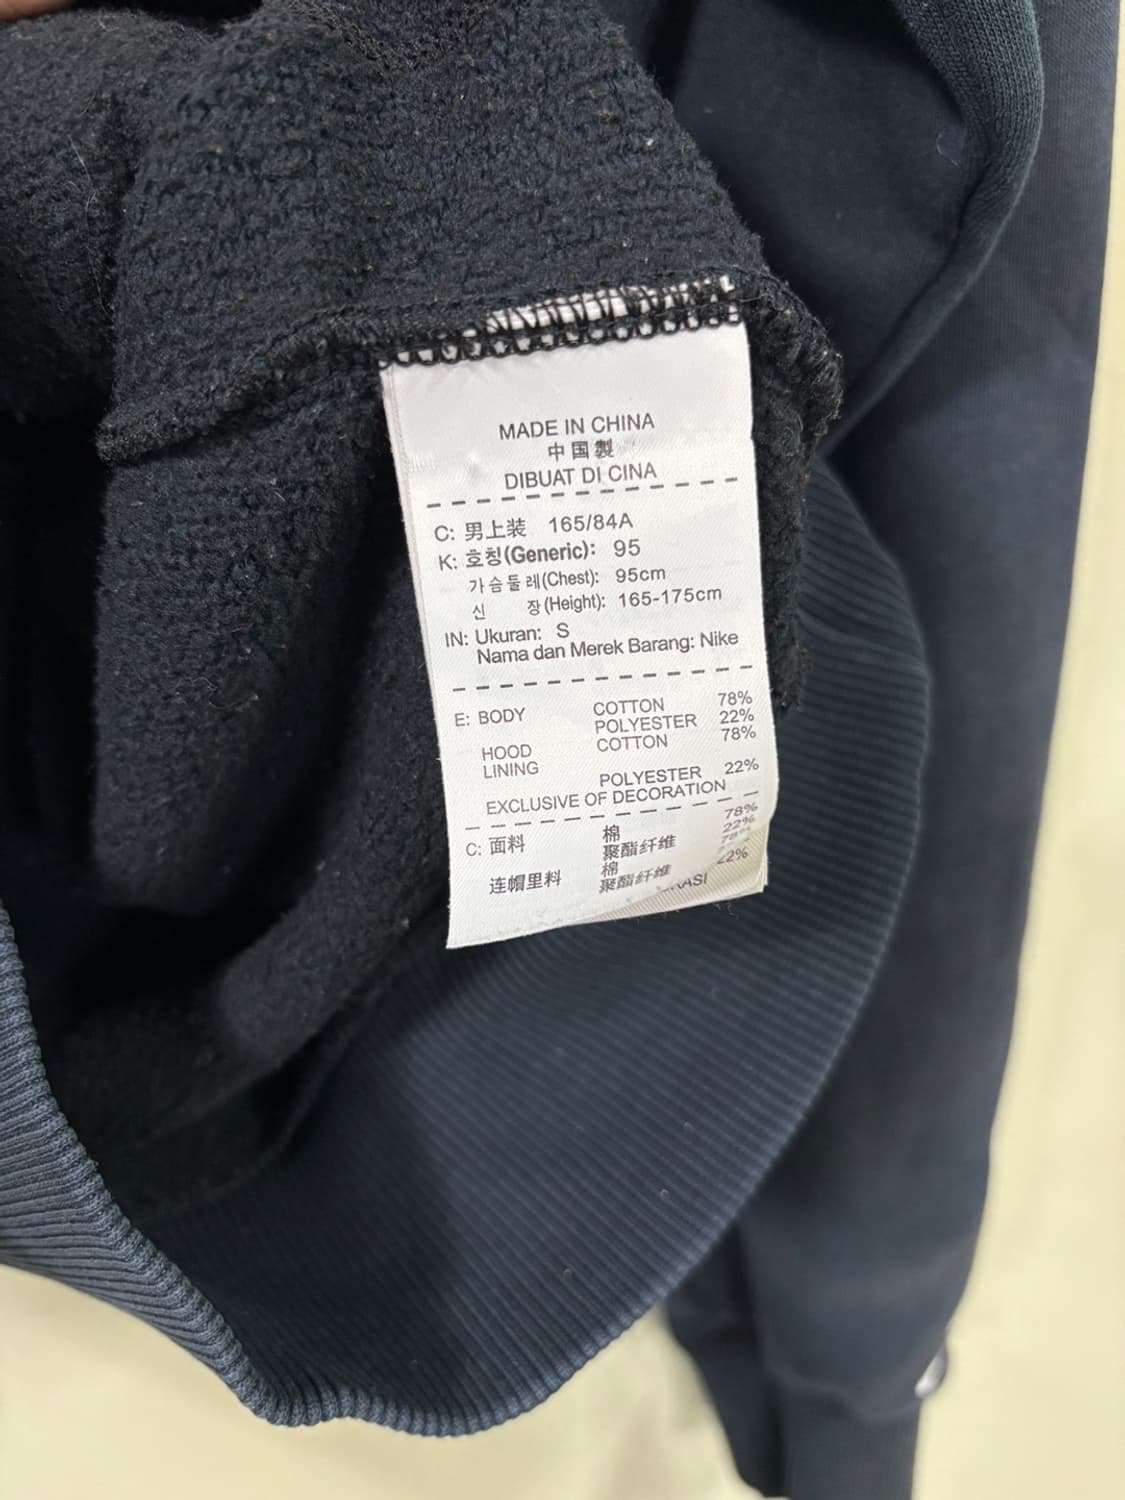 MADE IN CHINA
中国製
DIBUAT DI CINA
C: 男上装 165/84A
K: 호칭(Generic): 95
가슴둘레(Chest): 95cm
신 장(Height): 165-175cm
IN: Ukuran: S
Nama dan Merek Barang: Nike
E: BODY COTTON 78%
POLYESTER 22%
HOOD COTTON 78%
LINING
POLYESTER 22%
EXCLUSIVE OF DECORATION
C: 面料 棉 78%
聚酯纤维 22%
连帽里料 棉 78%
聚酯纤维 22%